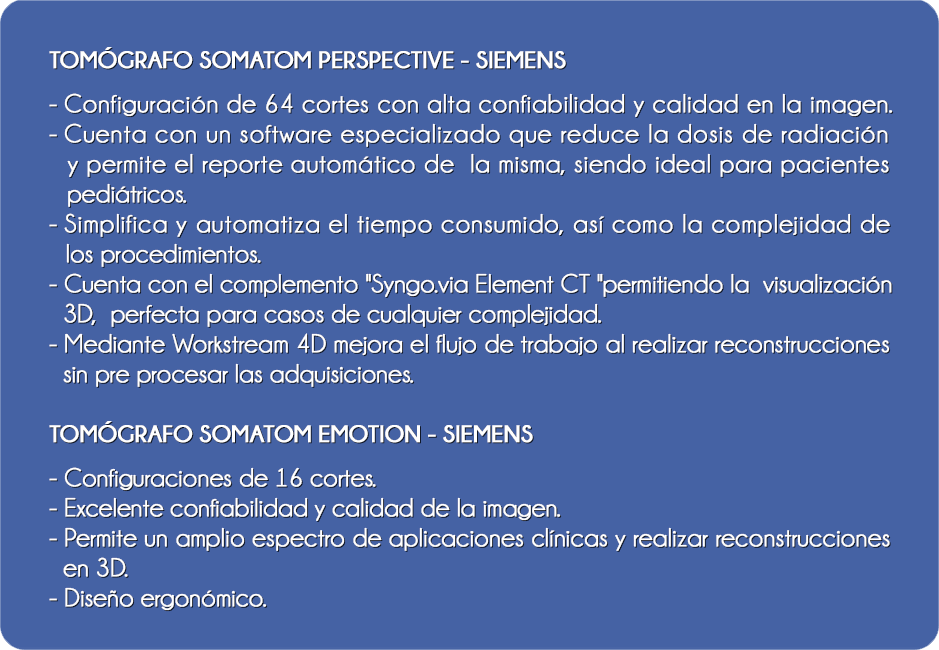 TOMÓGRAFO SOMATOM PERSPECTIVE - SIEMENS
- Configuración de 64 cortes con alta confiabilidad y calidad en la imagen.
- Cuenta con un software especializado que reduce la dosis de radiación
y permite el reporte automático de la misma, siendo ideal para pacientes
pediátricos.
- Simplifica y automatiza el tiempo consumido, así como la complejidad de
los procedimientos.
- Cuenta con el complemento "Syngo.via Element CT "permitiendo la visualización
3D, perfecta para casos de cualquier complejidad.
- Mediante Workstream 4D mejora el flujo de trabajo al realizar reconstrucciones
sin pre procesar las adquisiciones.
TOMÓGRAFO SOMATOM EMOTION - SIEMENS
- Configuraciones de 16 cortes.
- Excelente confiabilidad y calidad de la imagen.
- Permite un amplio espectro de aplicaciones clínicas y realizar reconstrucciones
en 3D.
- Diseño ergonómico.